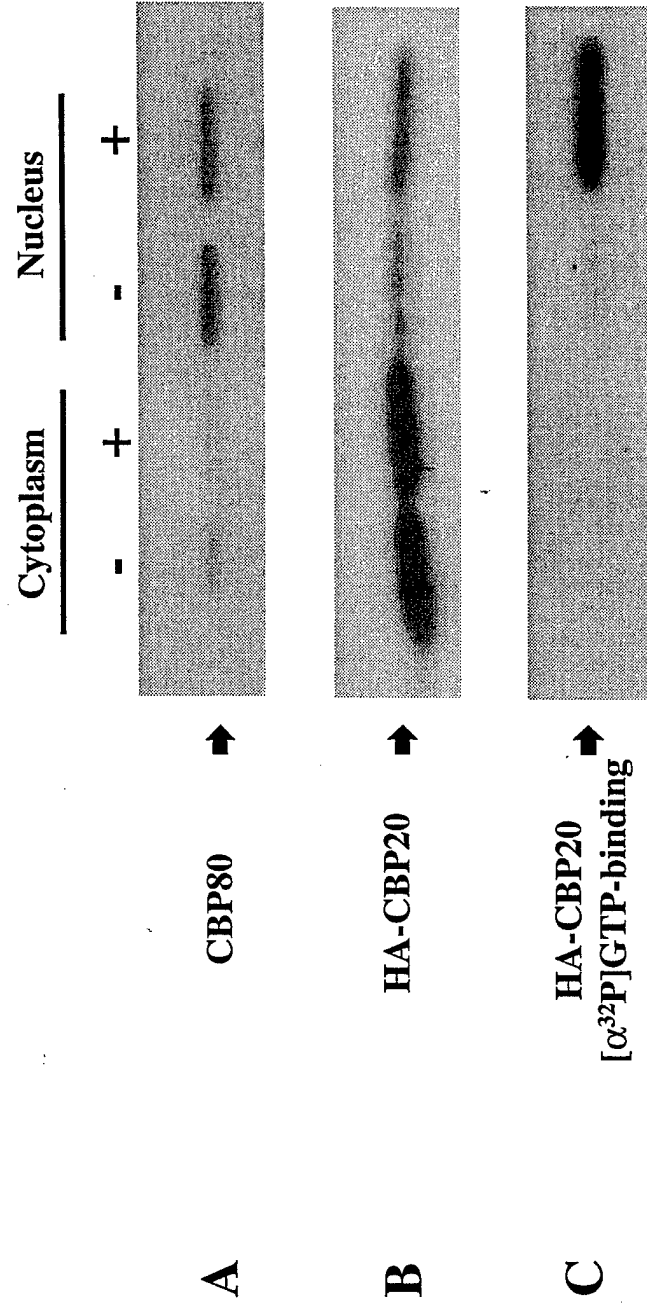 Cytoplasm Nucleus
- + - +
A CBP80
B HA-CBP20
C HA-CBP20
[α³²P]GTP-binding